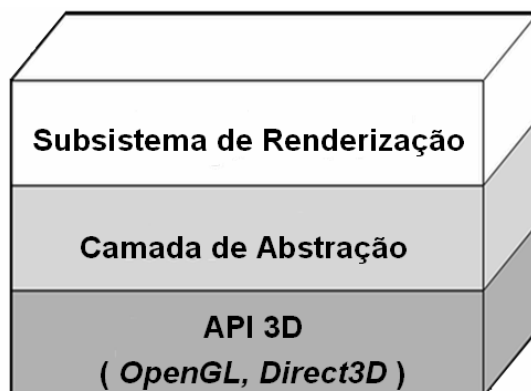 Subsistema de Renderização
Camada de Abstração
API 3D
( OpenGL, Direct3D )